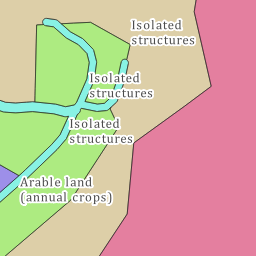 Isolated
structures
Isolated
structures
Isolated
structures
Arable land
(annual crops)